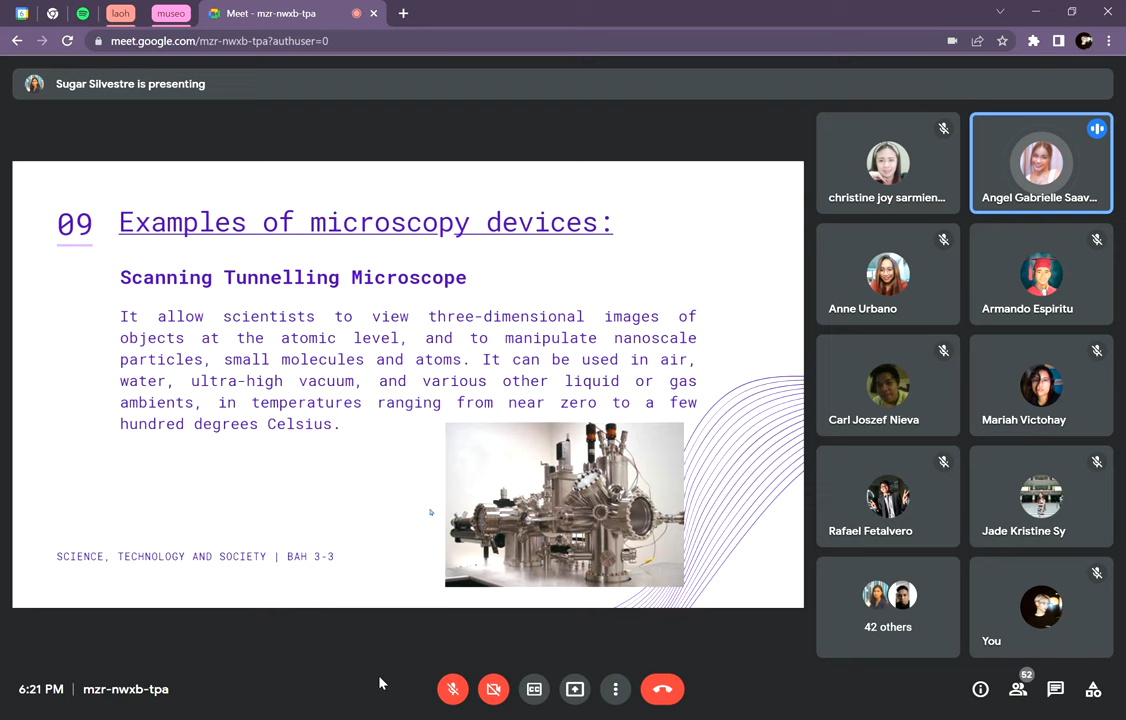 6
laoh
museo
Meet - mzr-nwxb-tpa
meet.google.com/mzr-nwxb-tpa?authuser=0
Sugar Silvestre is presenting
09 Examples of microscopy devices:
Scanning Tunnelling Microscope
It allow scientists to view three-dimensional images of
objects at the atomic level, and to manipulate nanoscale
particles, small molecules and atoms. It can be used in air,
water, ultra-high vacuum, and various other liquid or gas
ambients, in temperatures ranging from near zero to a few
hundred degrees Celsius.
SCIENCE, TECHNOLOGY AND SOCIETY | BAH 3-3
christine joy sarmien...
Angel Gabrielle Saav...
Anne Urbano
Armando Espiritu
Carl Joszef Nieva
Mariah Victohay
Rafael Fetalvero
Jade Kristine Sy
42 others
You
6:21 PM | mzr-nwxb-tpa
CC
52